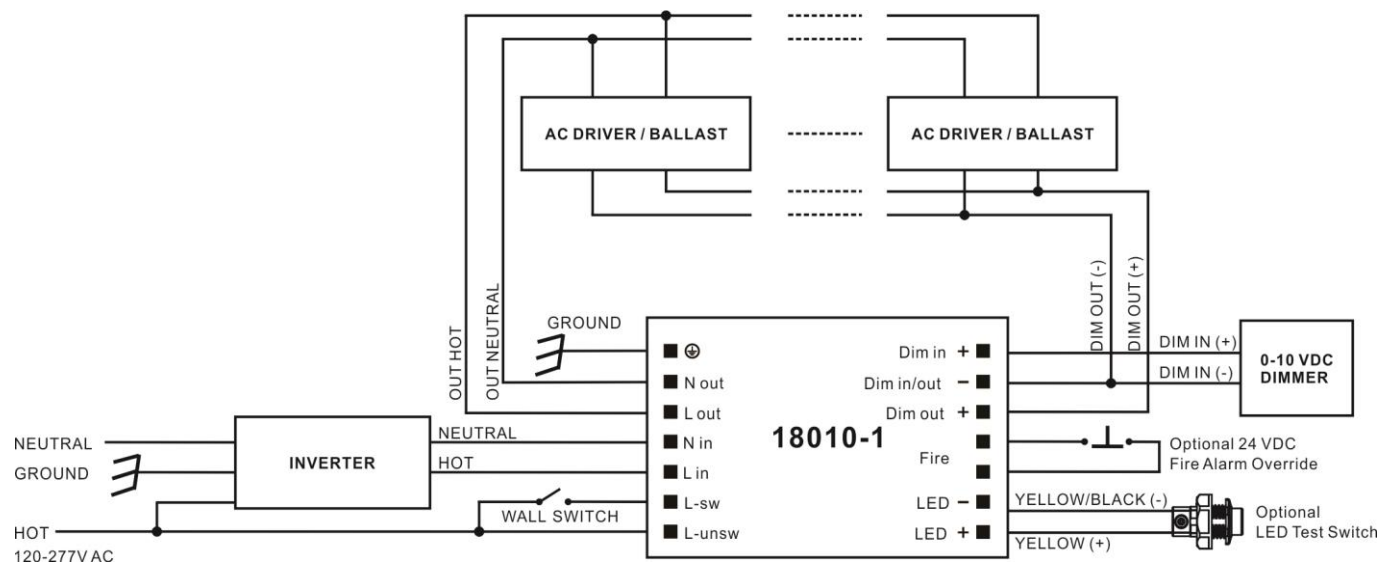 AC DRIVER / BALLAST
AC DRIVER / BALLAST
OUT HOT
OUT NEUTRAL
DIM OUT (-)
DIM OUT (+)
GROUND
N out
L out
N in
L in
L-sw
L-unsw
18010-1
Dim in +
Dim in/out −
Dim out +
Fire
LED −
LED +
DIM IN (+)
DIM IN (-)
0-10 VDC
DIMMER
NEUTRAL
GROUND
HOT
120-277V AC
INVERTER
NEUTRAL
HOT
WALL SWITCH
Optional 24 VDC
Fire Alarm Override
YELLOW/BLACK (-)
YELLOW (+)
Optional
LED Test Switch